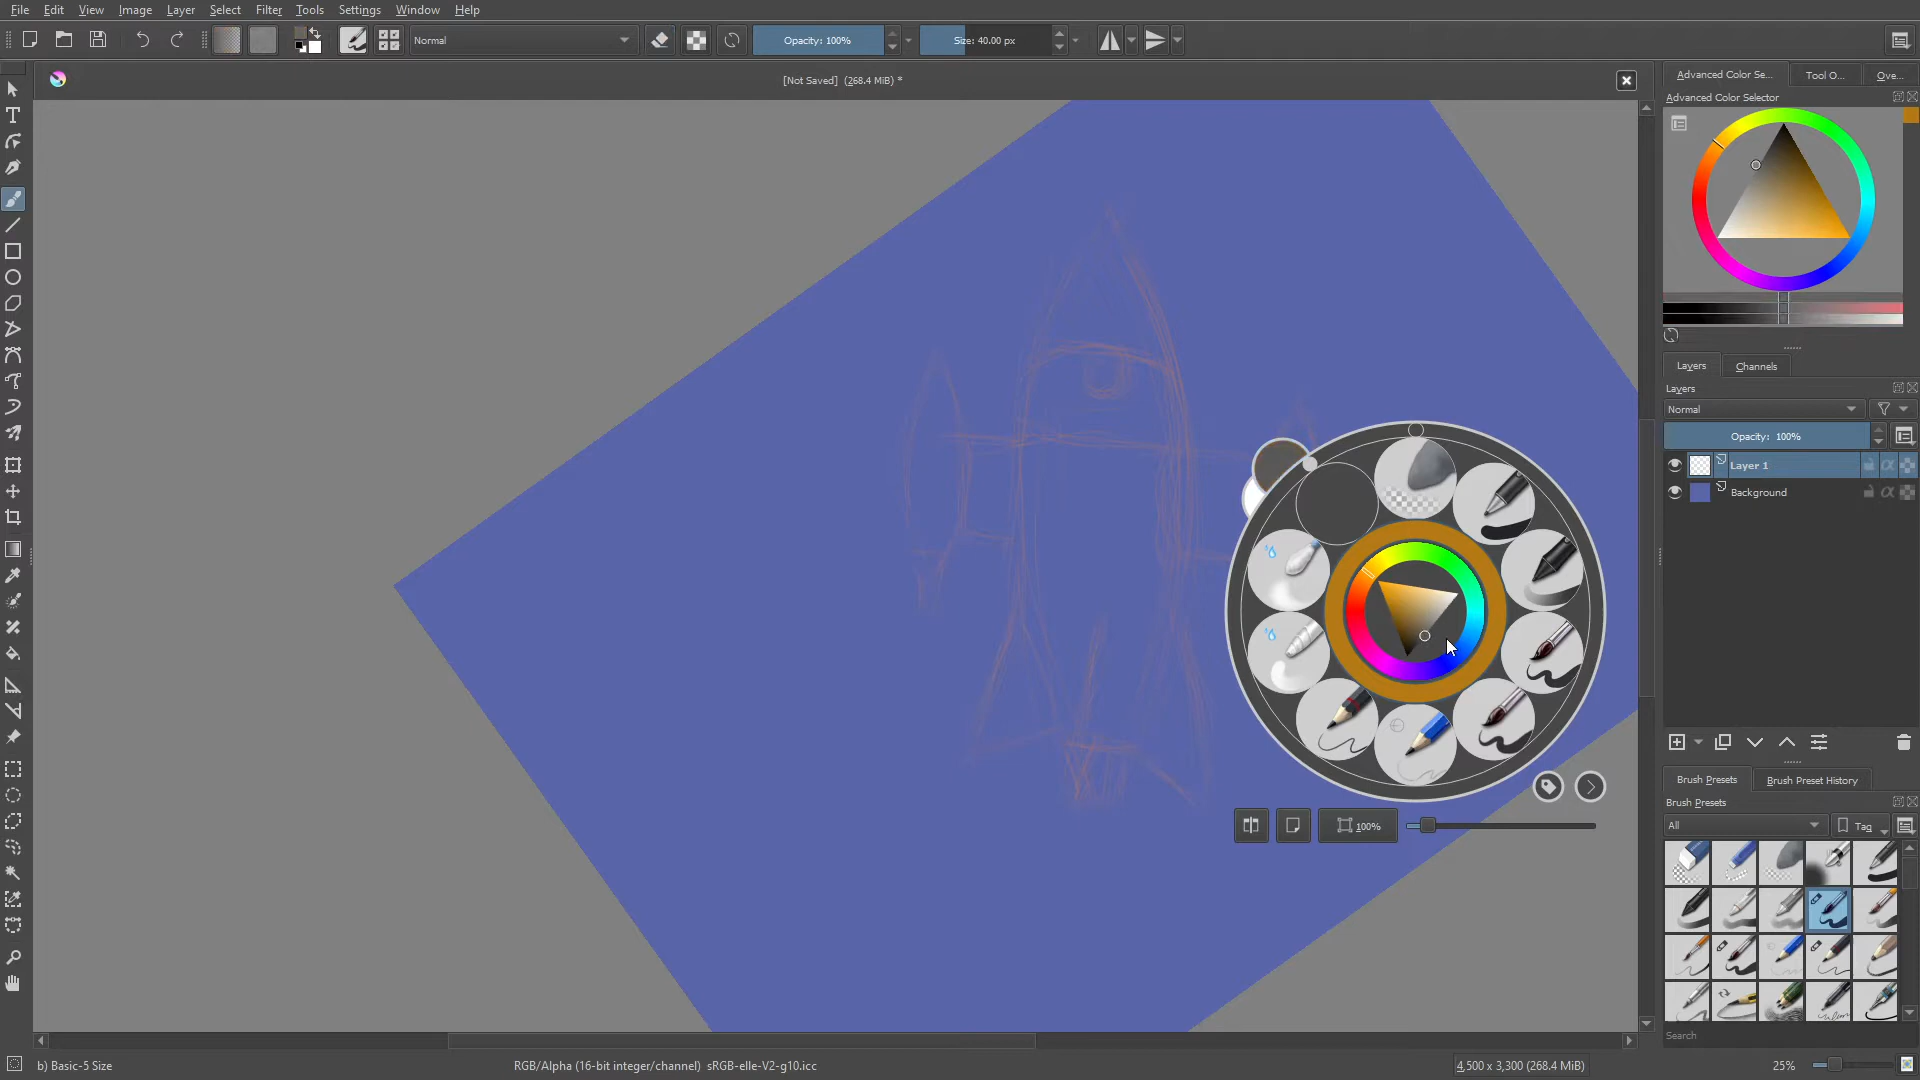 File Edit View Image Layer Select Filter Tools Settings Window Help
Normal
Opacity: 100%
Size: 40.00 px
[Not Saved] (268.4 MiB) *
Advanced Color Se...
Tool O...
Ove...
Advanced Color Selector
Layers
Channels
Layers
Normal
Opacity: 100%
Layer 1
Background
100%
Brush Presets
Brush Preset History
Brush Presets
All
Tag
Search
b) Basic-5 Size
RGB/Alpha (16-bit integer/channel) sRGB-elle-V2-g10.icc
4,500 x 3,300 (268.4 MiB)
25%